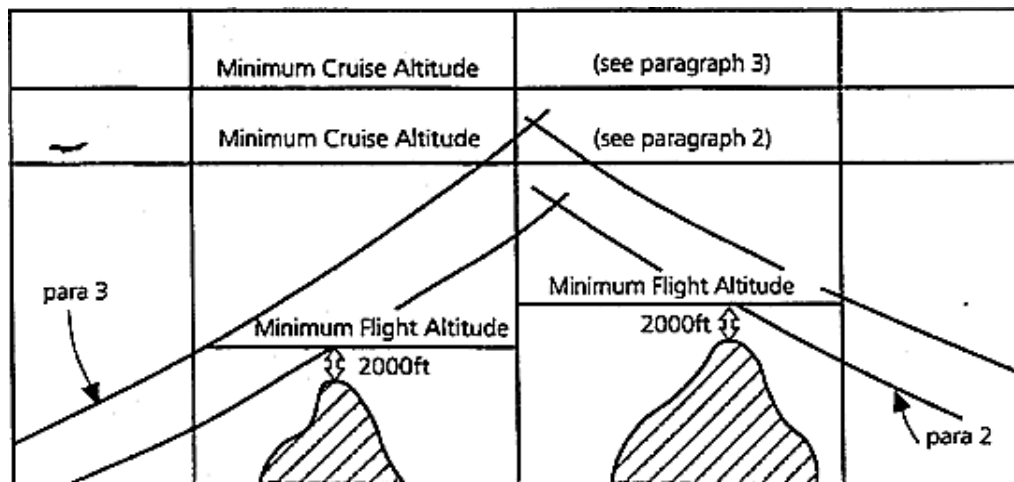 Minimum Cruise Altitude (see paragraph 3)
Minimum Cruise Altitude (see paragraph 2)
para 3
Minimum Flight Altitude
2000ft
Minimum Flight Altitude
2000ft
para 2